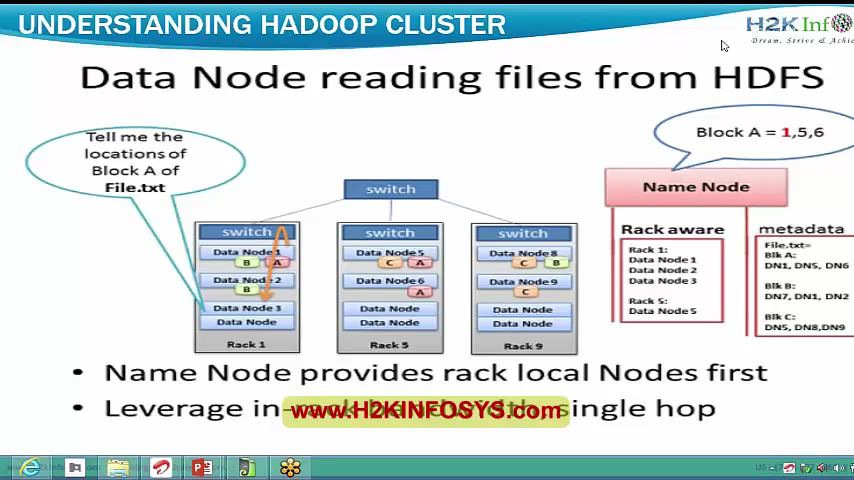 UNDERSTANDING HADOOP CLUSTER
H2K Inf
Dream, Strive & Achie
Data Node reading files from HDFS
Tell me the
locations of
Block A of
File.txt
Block A = 1,5,6
switch
Name Node
switch
Data Node 1
B A
Data Node 2
B
Data Node 3
Data Node
Rack 1
switch
Data Node 5
C A
Data Node 6
A
Data Node
Data Node
Rack 5
switch
Data Node 8
C B
Data Node 9
C
Data Node
Data Node
Rack 9
Rack aware
Rack 1:
Data Node 1
Data Node 2
Data Node 3
Rack 5:
Data Node 5
metadata
File.txt=
Blk A:
DN1, DN5, DN6
Blk B:
DN7, DN1, DN2
Blk C:
DN5, DN8,DN9
• Name Node provides rack local Nodes first
• Leverage in-rack bandwidth, single hop
www.H2KINFOSYS.com
US